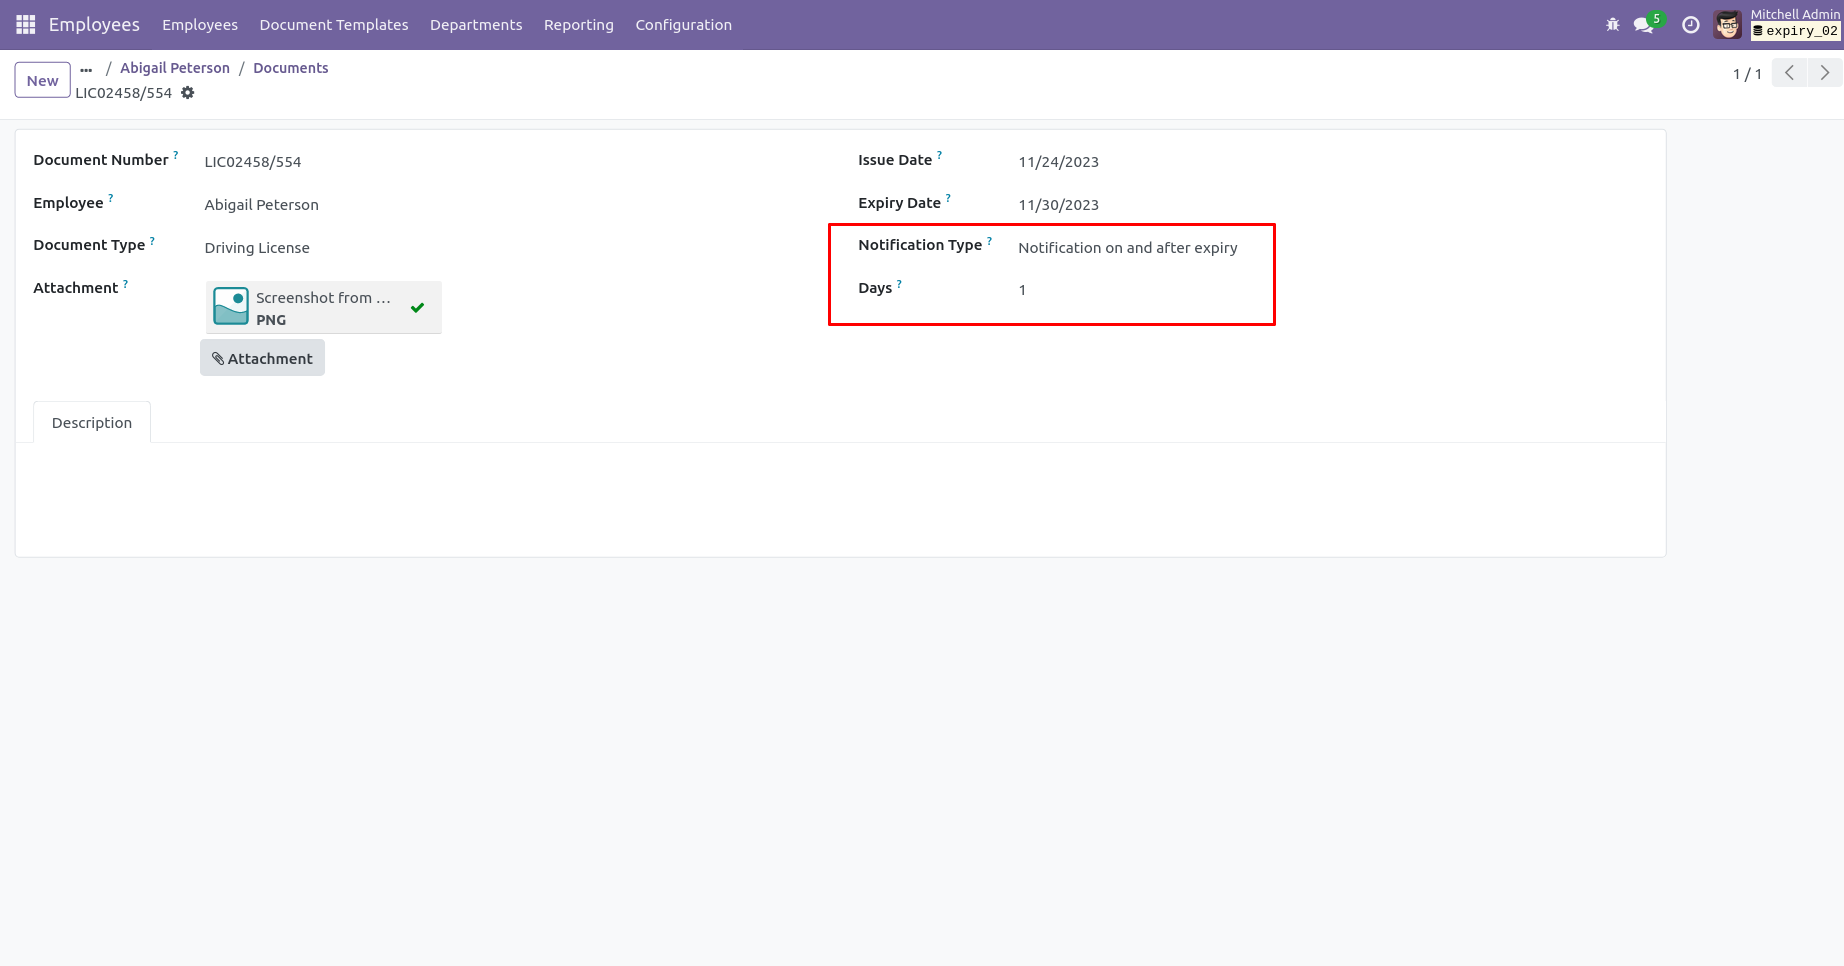 Employees Employees Document Templates Departments Reporting Configuration 5 Mitchell Admin
expiry_02
New ... / Abigail Peterson / Documents 1 / 1
LIC02458/554
Document Number ? LIC02458/554 Issue Date ? 11/24/2023
Employee ? Abigail Peterson Expiry Date ? 11/30/2023
Document Type ? Driving License Notification Type ? Notification on and after expiry
Attachment ? Screenshot from ... Days ? 1
PNG
Attachment
Description